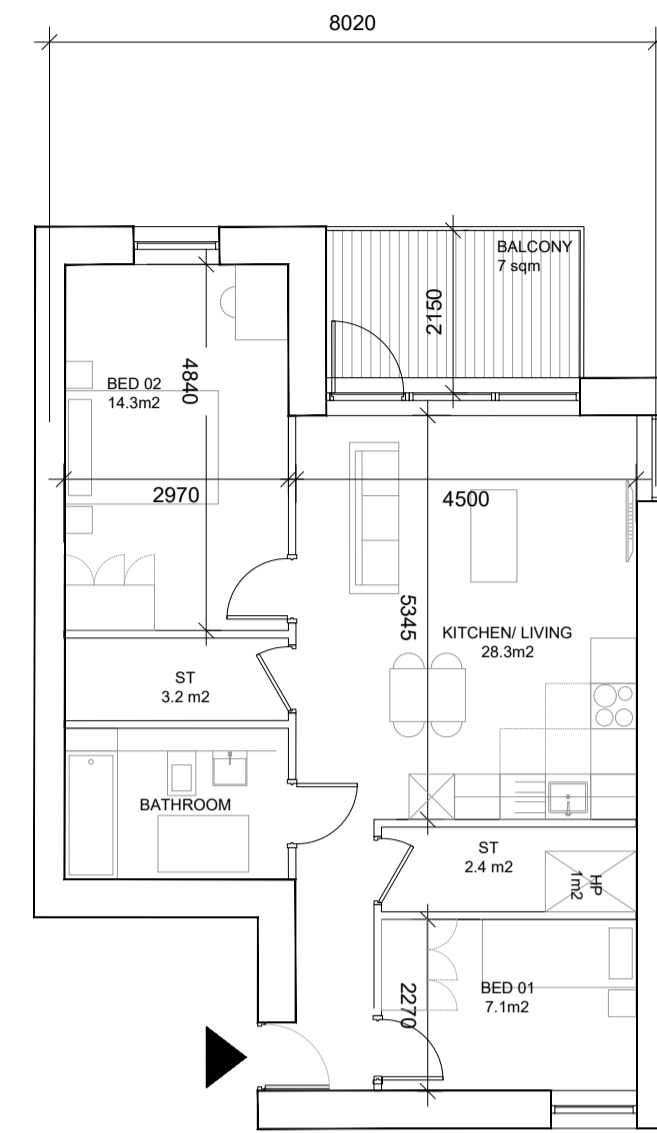 8020
BALCONY
7 sqm
2150
4840
BED 02
14.3m2
2970
4500
5345
KITCHEN/ LIVING
28.3m2
ST
3.2 m2
BATHROOM
ST
2.4 m2
HP
1m2
2270
BED 01
7.1m2